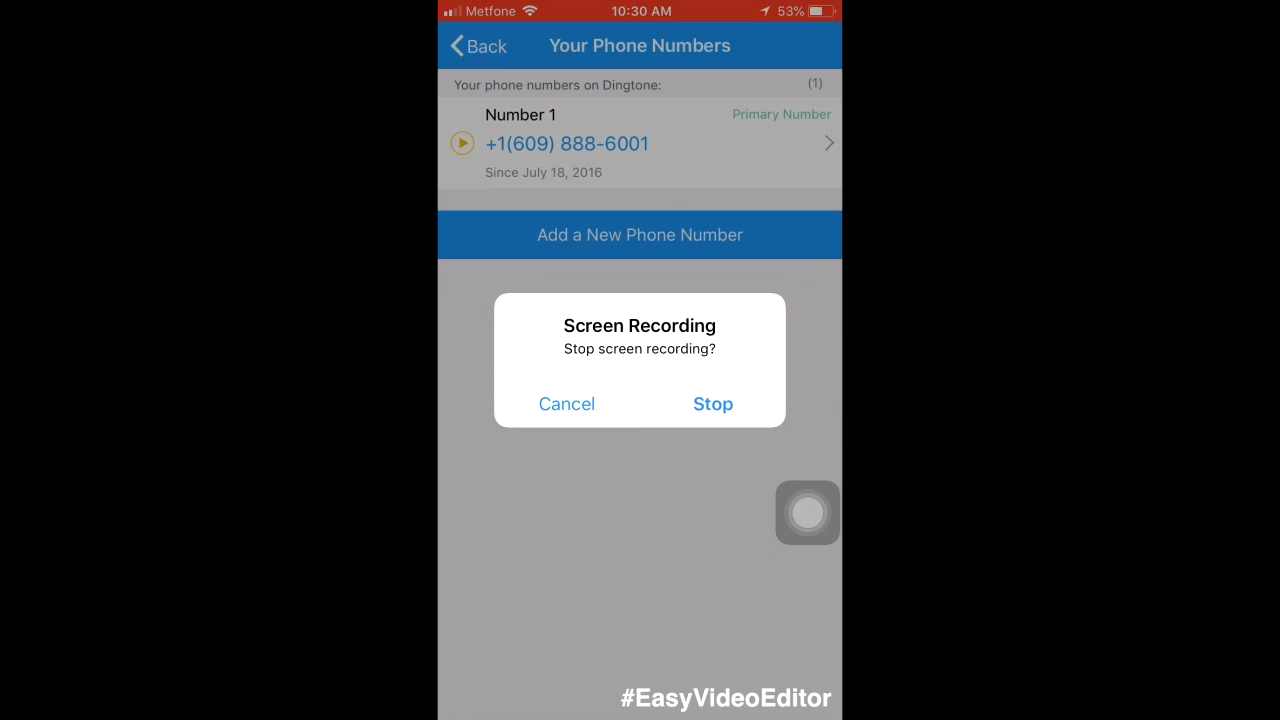 Metfone 10:30 AM 53%
Back Your Phone Numbers
Your phone numbers on Dingtone: (1)
Number 1 Primary Number
+1(609) 888-6001
Since July 18, 2016
Add a New Phone Number
Screen Recording
Stop screen recording?
Cancel Stop
#EasyVideoEditor